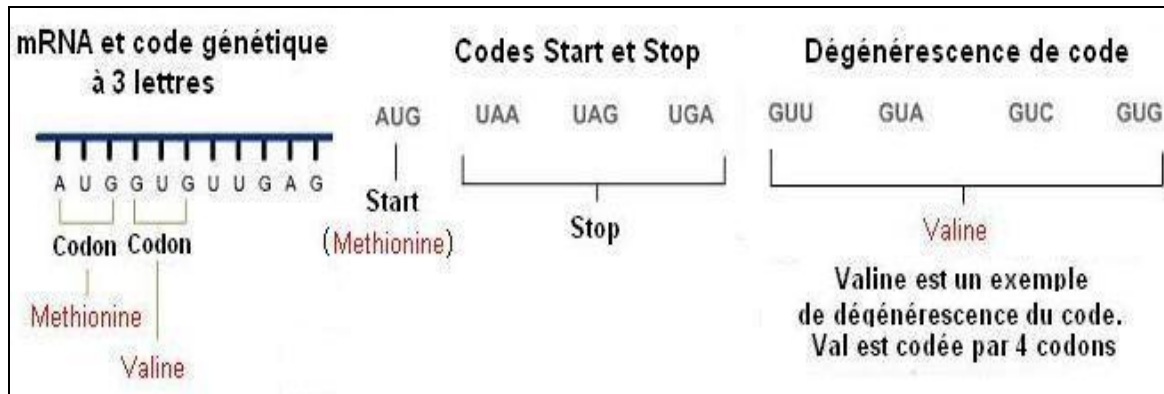 mRNA et code génétique
à 3 lettres
A U G G U G U U G A G
Codon Codon
Methionine
Valine
Codes Start et Stop
AUG UAA UAG UGA
Start
(Methionine)
Stop
Dégénérescence de code
GUU GUA GUC GUG
Valine
Valine est un exemple
de dégénérescence du code.
Val est codée par 4 codons